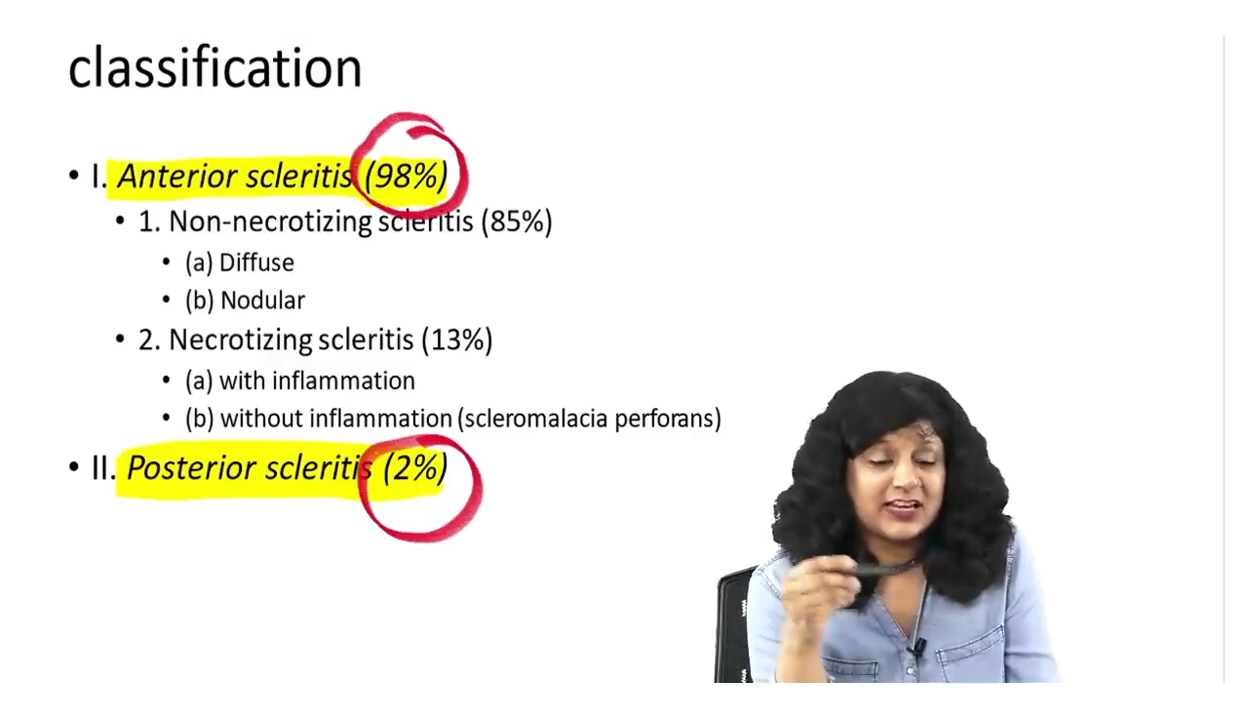 classification
• I. Anterior scleritis (98%)
• 1. Non-necrotizing scleritis (85%)
• (a) Diffuse
• (b) Nodular
• 2. Necrotizing scleritis (13%)
• (a) with inflammation
• (b) without inflammation (scleromalacia perforans)
• II. Posterior scleritis (2%)